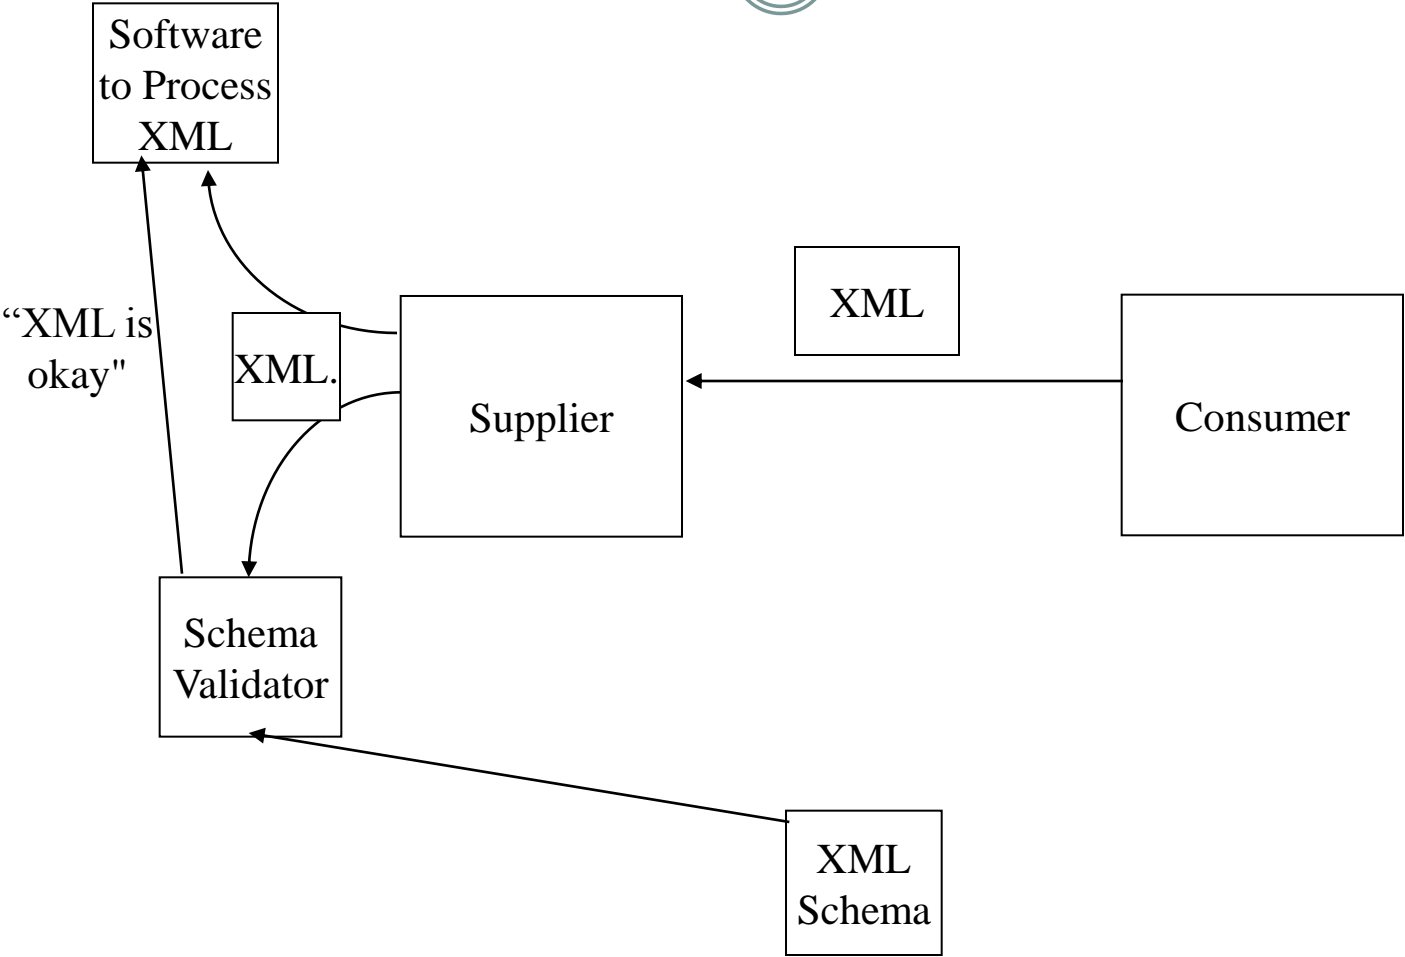 Software
to Process
XML
XML
“XML is
okay"
XML.
Supplier
Consumer
Schema
Validator
XML
Schema